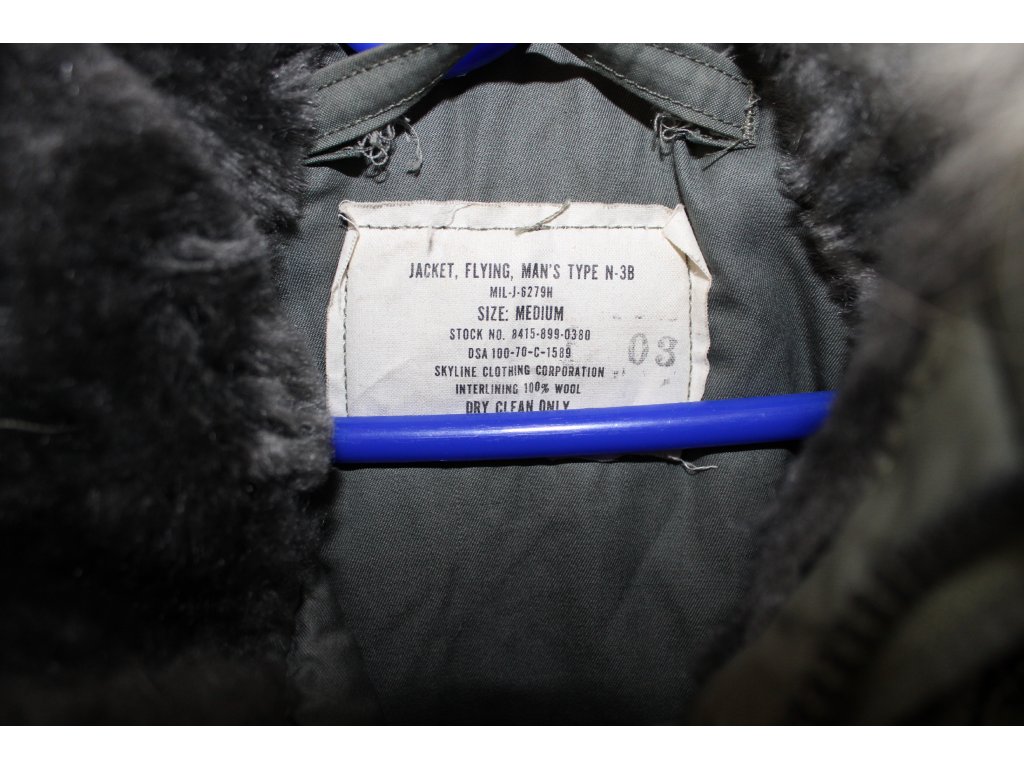 JACKET, FLYING, MAN'S TYPE N-3B
MIL-J-6279H
SIZE: MEDIUM
STOCK NO. 8415-899-0380
DSA 100-70-C-1589
03
SKYLINE CLOTHING CORPORATION
INTERLINING 100% WOOL
DRY CLEAN ONLY